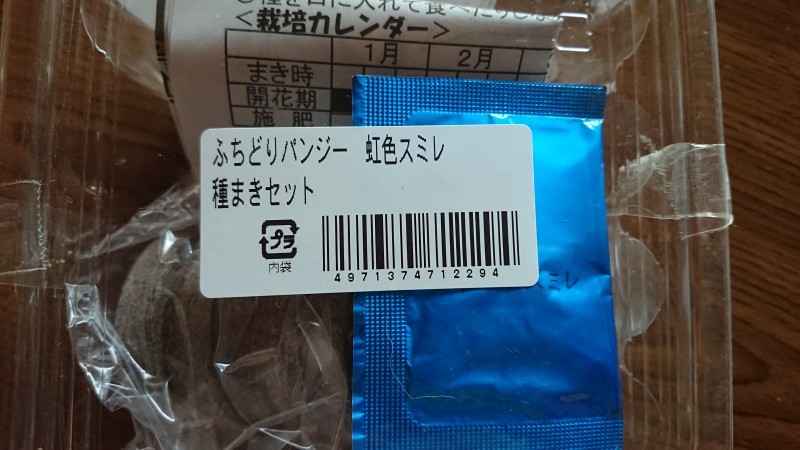 <栽培カレンダー>
1月 2月
まき時
開花期
施肥
ふちどりパンジー 虹色スミレ
種まきセット
プラ
内袋
4971374712294
スミレ